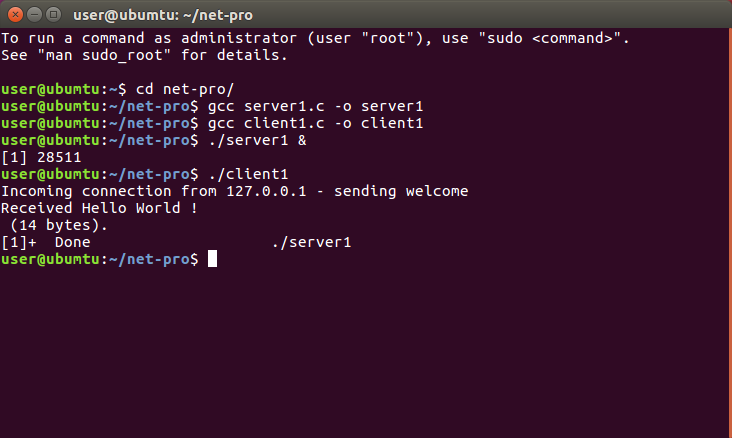 user@ubumtu: ~/net-pro
To run a command as administrator (user "root"), use "sudo <command>".
See "man sudo_root" for details.
user@ubumtu:~$ cd net-pro/
user@ubumtu:~/net-pro$ gcc server1.c -o server1
user@ubumtu:~/net-pro$ gcc client1.c -o client1
user@ubumtu:~/net-pro$ ./server1 &
[1] 28511
user@ubumtu:~/net-pro$ ./client1
Incoming connection from 127.0.0.1 - sending welcome
Received Hello World !
 (14 bytes).
[1]+  Done                    ./server1
user@ubumtu:~/net-pro$